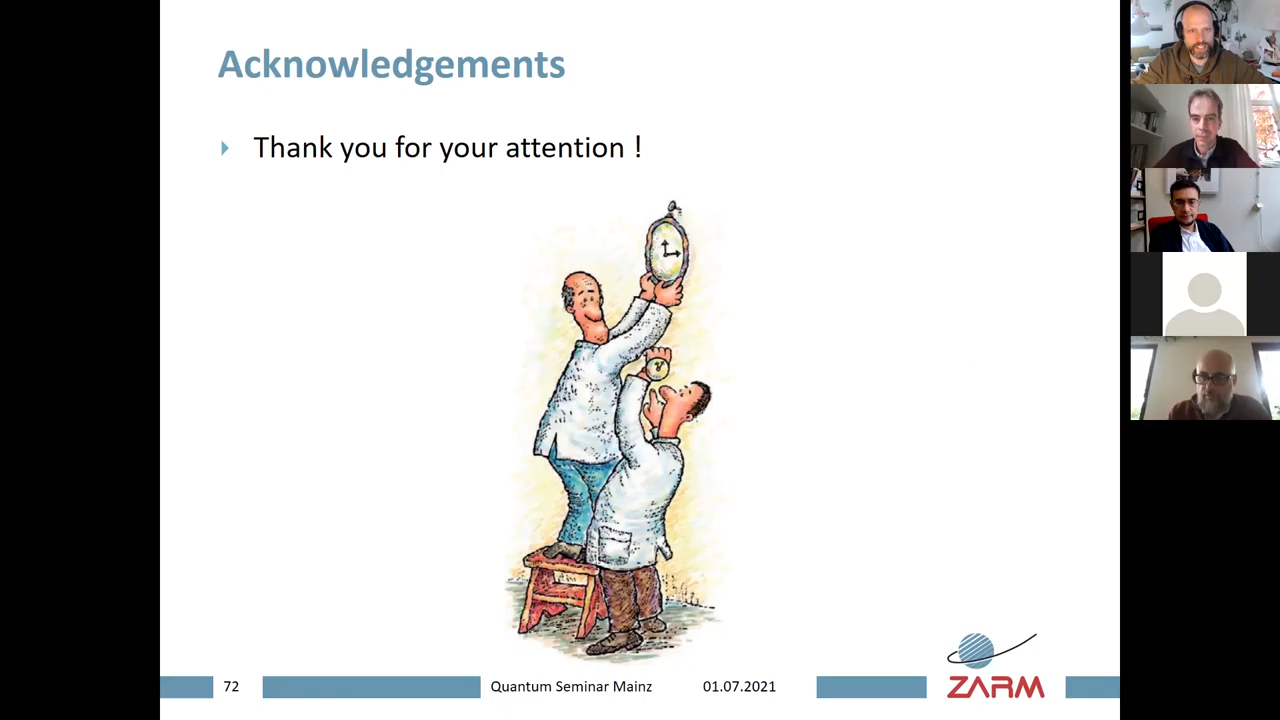 Acknowledgements
Thank you for your attention !
72
Quantum Seminar Mainz
01.07.2021
ZARM